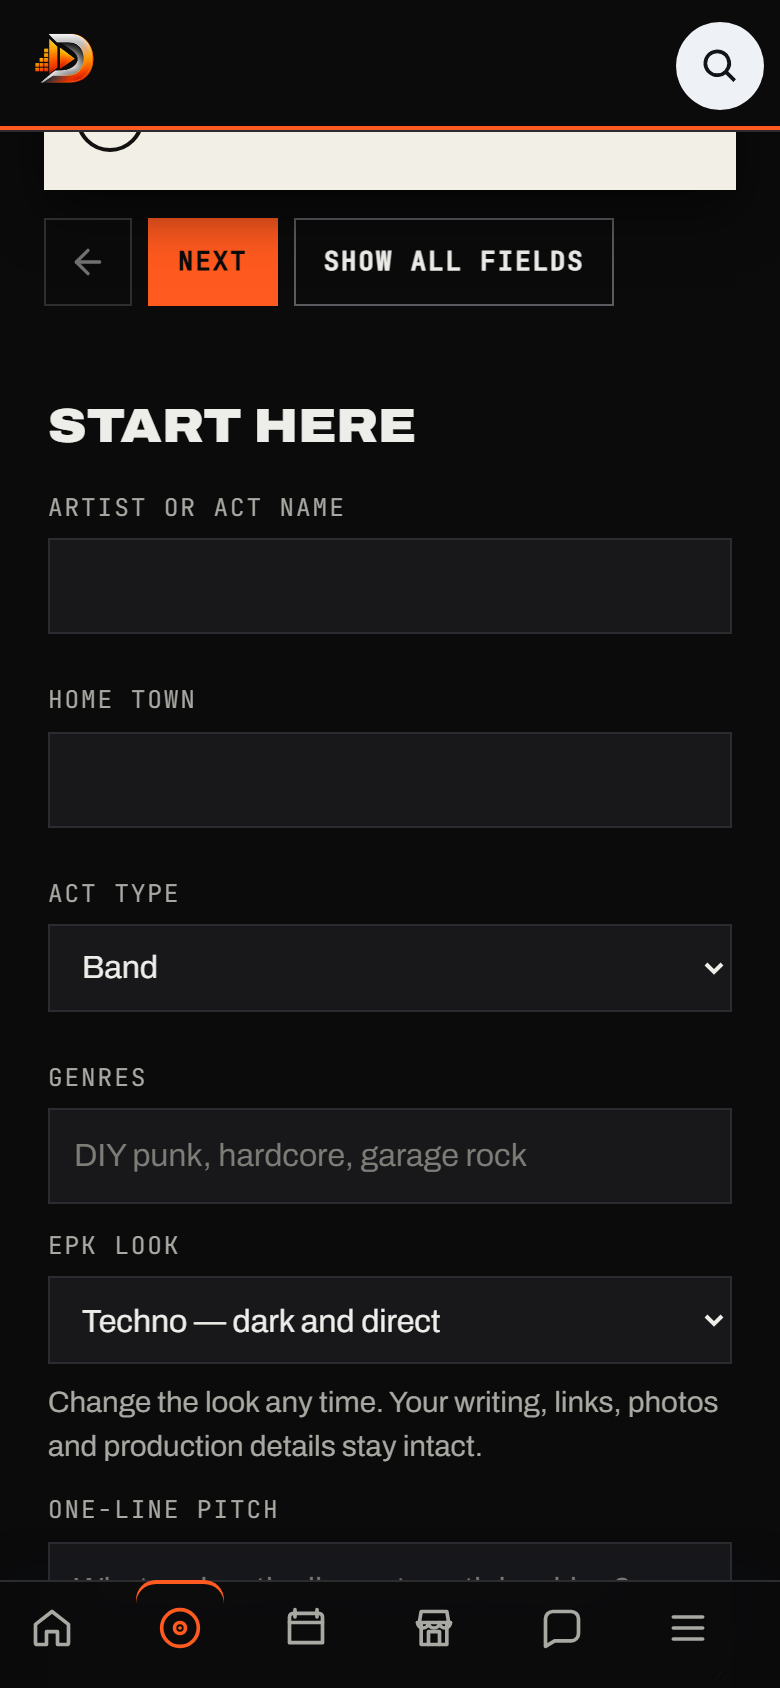 NEXT
SHOW ALL FIELDS
START HERE
ARTIST OR ACT NAME
HOME TOWN
ACT TYPE
Band
GENRES
DIY punk, hardcore, garage rock
EPK LOOK
Techno — dark and direct
Change the look any time. Your writing, links, photos
and production details stay intact.
ONE-LINE PITCH